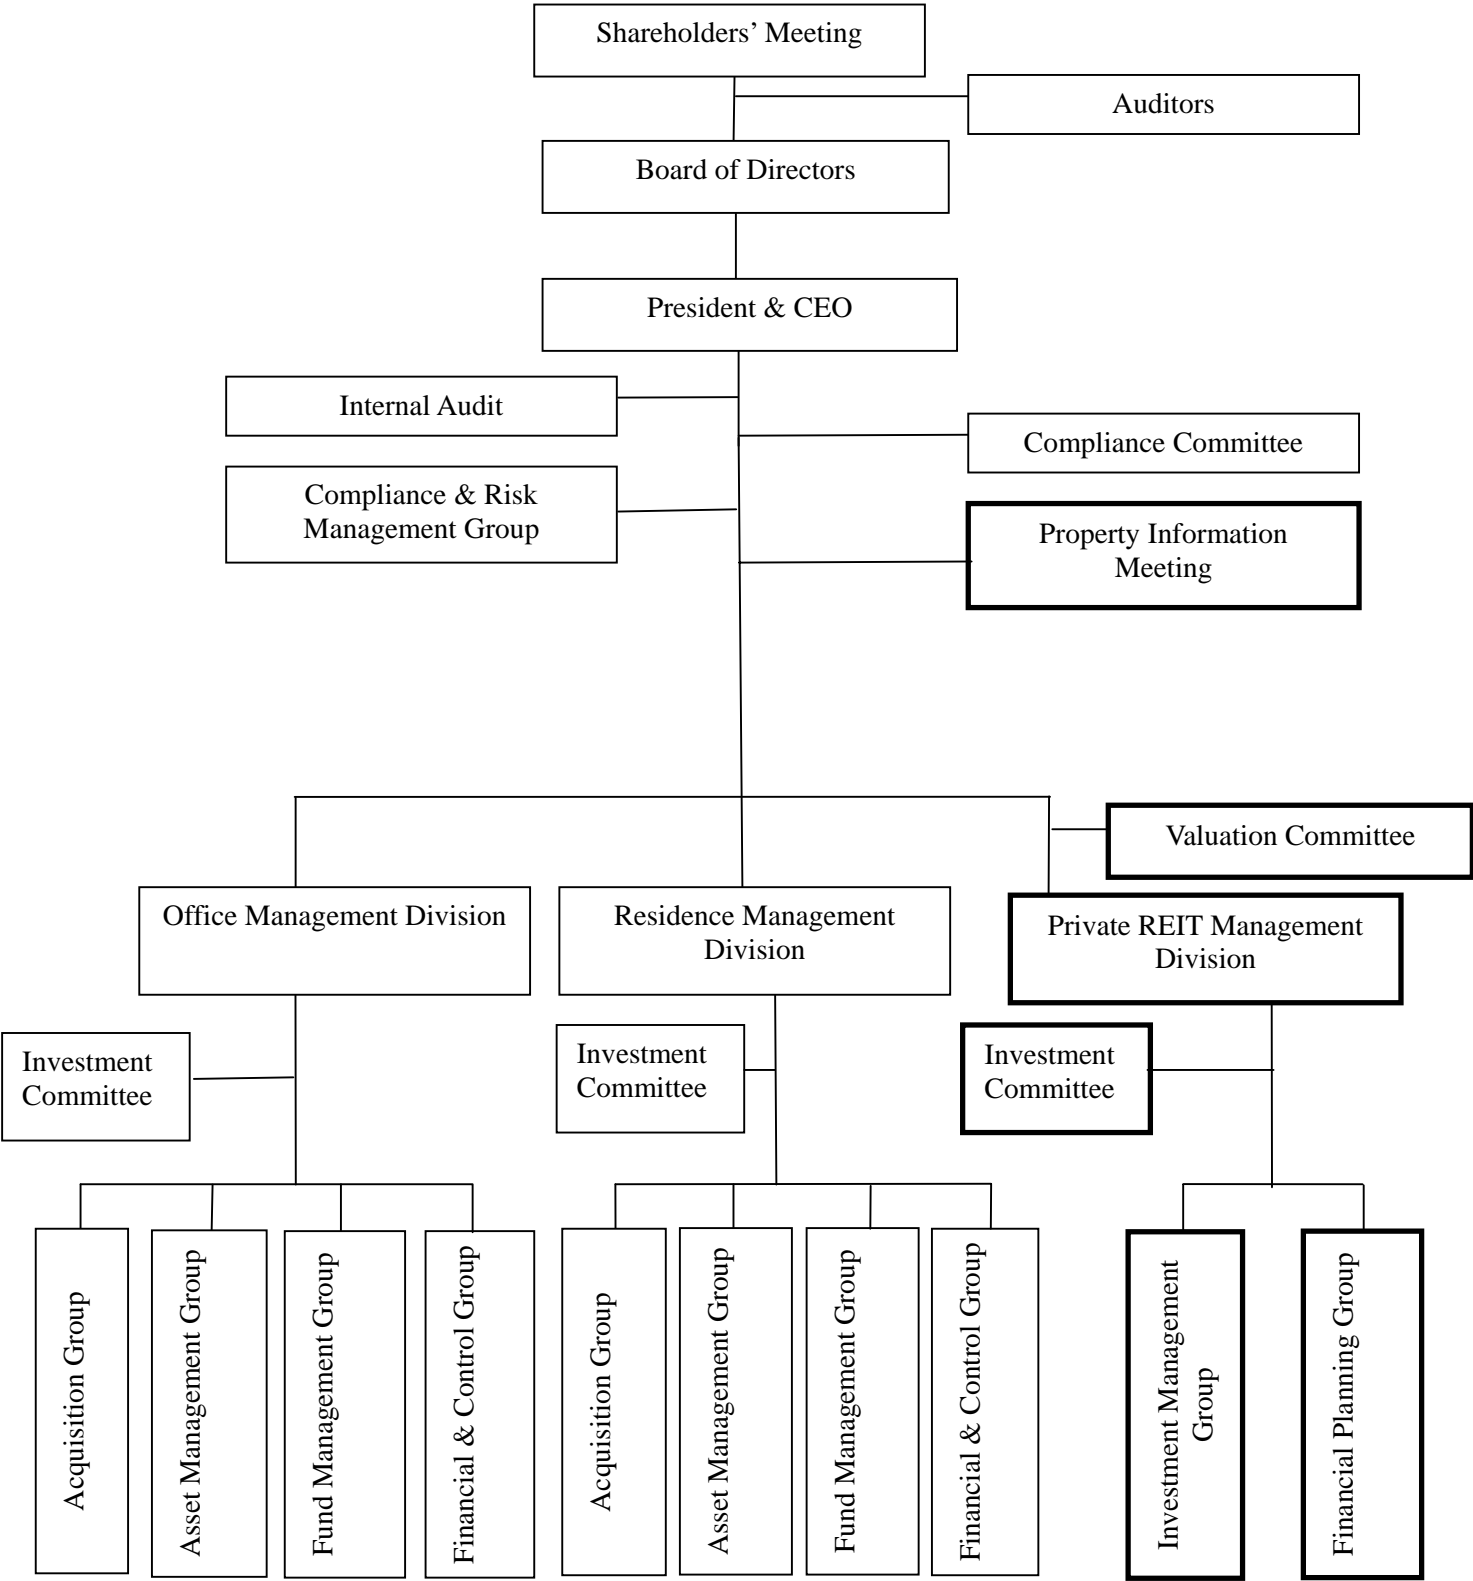 Shareholders’ Meeting
Auditors
Board of Directors
President & CEO
Internal Audit
Compliance Committee
Compliance & Risk
Management Group
Property Information
Meeting
Valuation Committee
Office Management Division
Residence Management
Division
Private REIT Management
Division
Investment
Committee
Investment
Committee
Investment
Committee
Acquisition Group
Asset Management Group
Fund Management Group
Financial & Control Group
Acquisition Group
Asset Management Group
Fund Management Group
Financial & Control Group
Investment Management
Group
Financial Planning Group